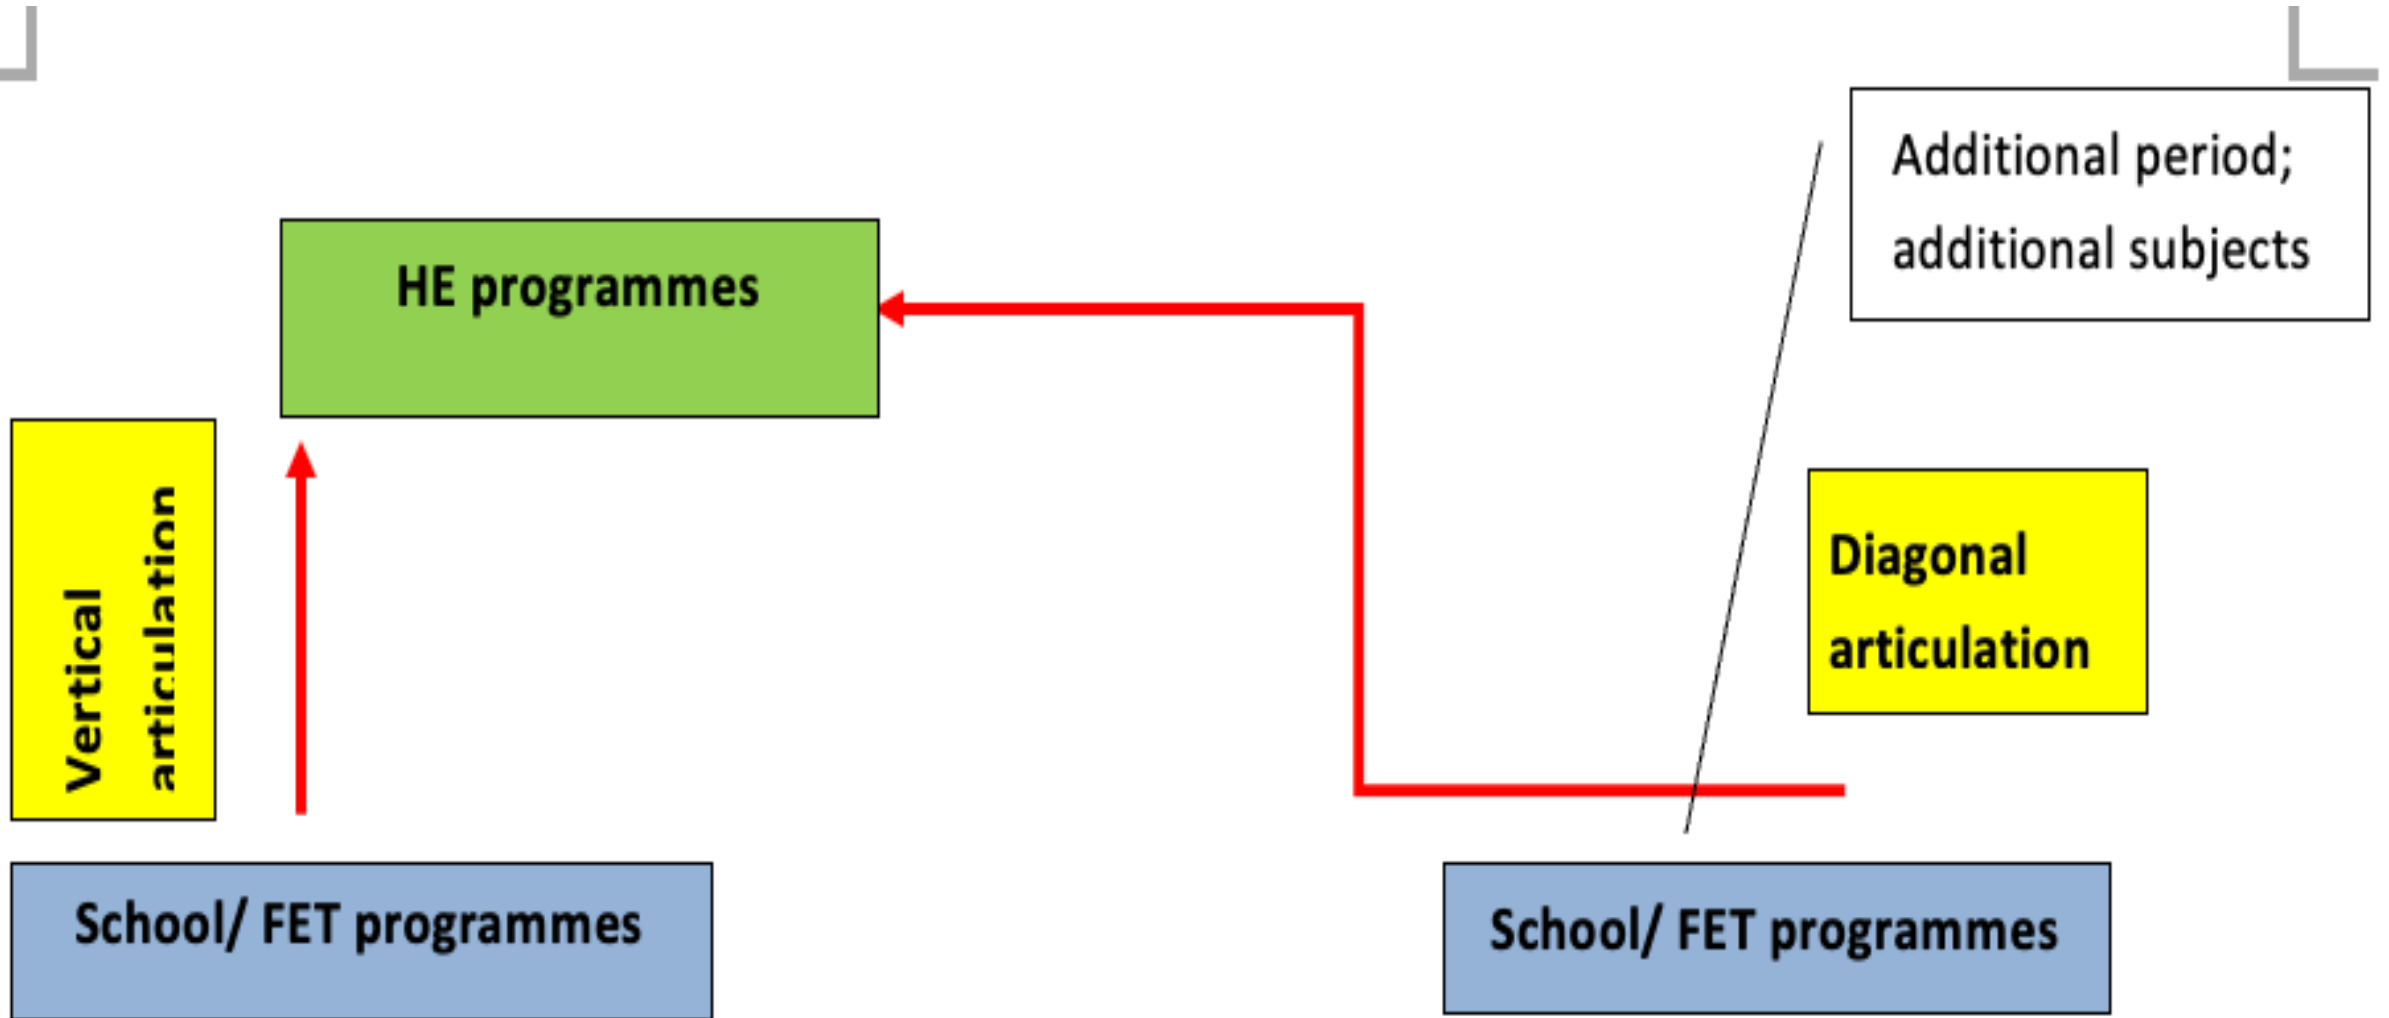 Additional period;
additional subjects
HE programmes
Vertical
articulation
Diagonal
articulation
School/ FET programmes
School/ FET programmes